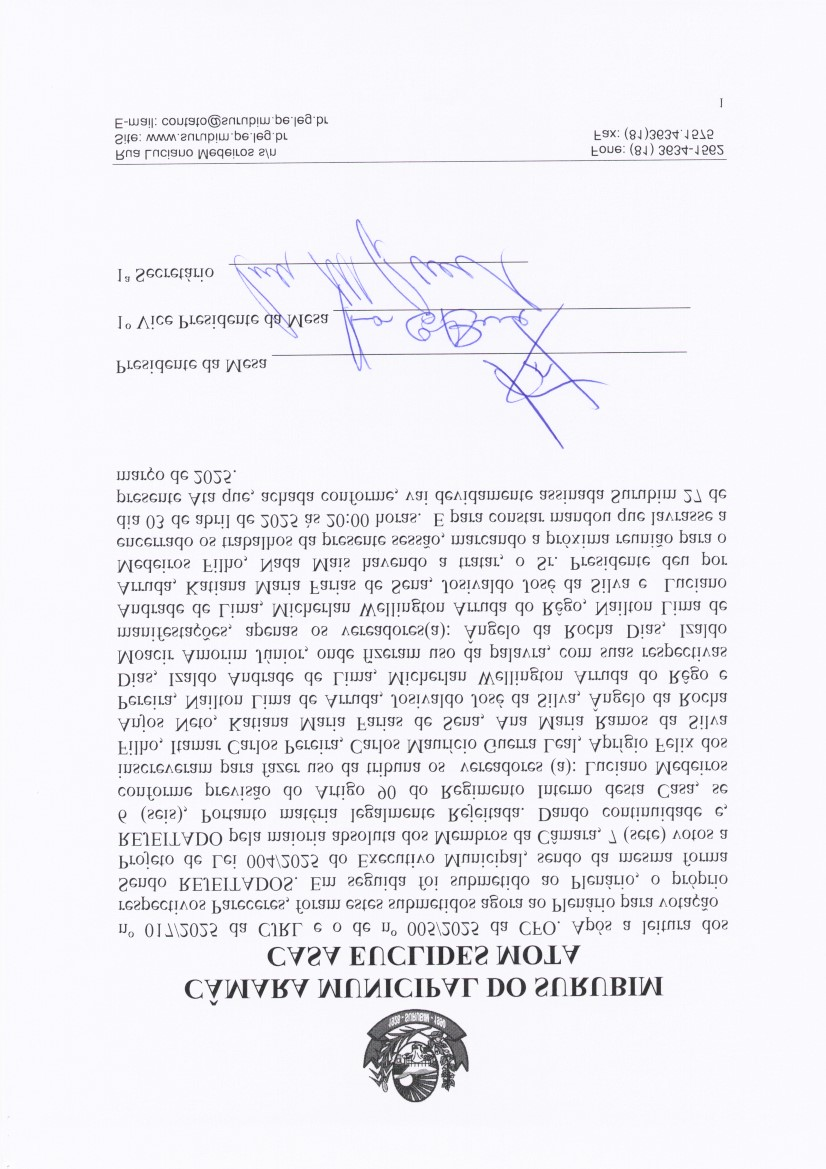 1928 - SURUBIM - 1890
CÂMARA MUNICIPAL DO SURUBIM
CASA EUCLIDES MOTA
nº 017/2025 da CJRL e o de nº 005/2025 da CFO. Após a leitura dos
respectivos Pareceres, foram estes submetidos agora ao Plenário para votação
Sendo REJEITADOS. Em seguida foi submetido ao Plenário, o próprio
Projeto de Lei 004/2025 do Executivo Municipal, sendo da mesma forma
REJEITADO pela maioria absoluta dos Membros da Câmara, 7 (sete) votos a
6 (seis), Portanto matéria legalmente Rejeitada. Dando continuidade e,
conforme previsão do Artigo 90 do Regimento Interno desta Casa, se
inscreveram para fazer uso da tribuna os vereadores (a): Luciano Medeiros
Filho, Itamar Carlos Pereira, Carlos Mauricio Guerra Leal, Aprígio Felix dos
Anjos Neto, Katiana Maria Farias de Sena, Ana Maria Ramos da Silva
Pereira, Nailton Lima de Arruda, Josivaldo José da Silva, Ângelo da Rocha
Dias, Izaldo Andrade de Lima, Micherlan Wellington Arruda do Rêgo e
Moacir Amorim Júnior, onde fizeram uso da palavra, com suas respectivas
manifestações, apenas os vereadores(a): Ângelo da Rocha Dias, Izaldo
Andrade de Lima, Micherlan Wellington Arruda do Rêgo, Nailton Lima de
Arruda, Katiana Maria Farias de Sena, Josivaldo José da Silva e Luciano
Medeiros Filho, Nada Mais havendo a tratar, o Sr. Presidente deu por
encerrado os trabalhos da presente sessão, marcando a próxima reunião para o
dia 03 de abril de 2025 às 20:00 horas. E para constar mandou que lavrasse a
presente Ata que, achada conforme, vai devidamente assinada Surubim 27 de
março de 2025.
Presidente da Mesa
1º Vice Presidente da Mesa
1ª Secretário
Rua Luciano Medeiros s/n Fone: (81) 3634-1562
Site: www.surubim.pe.leg.br Fax: (81)3634.1575
E-mail: contato@surubim.pe.leg.br
1